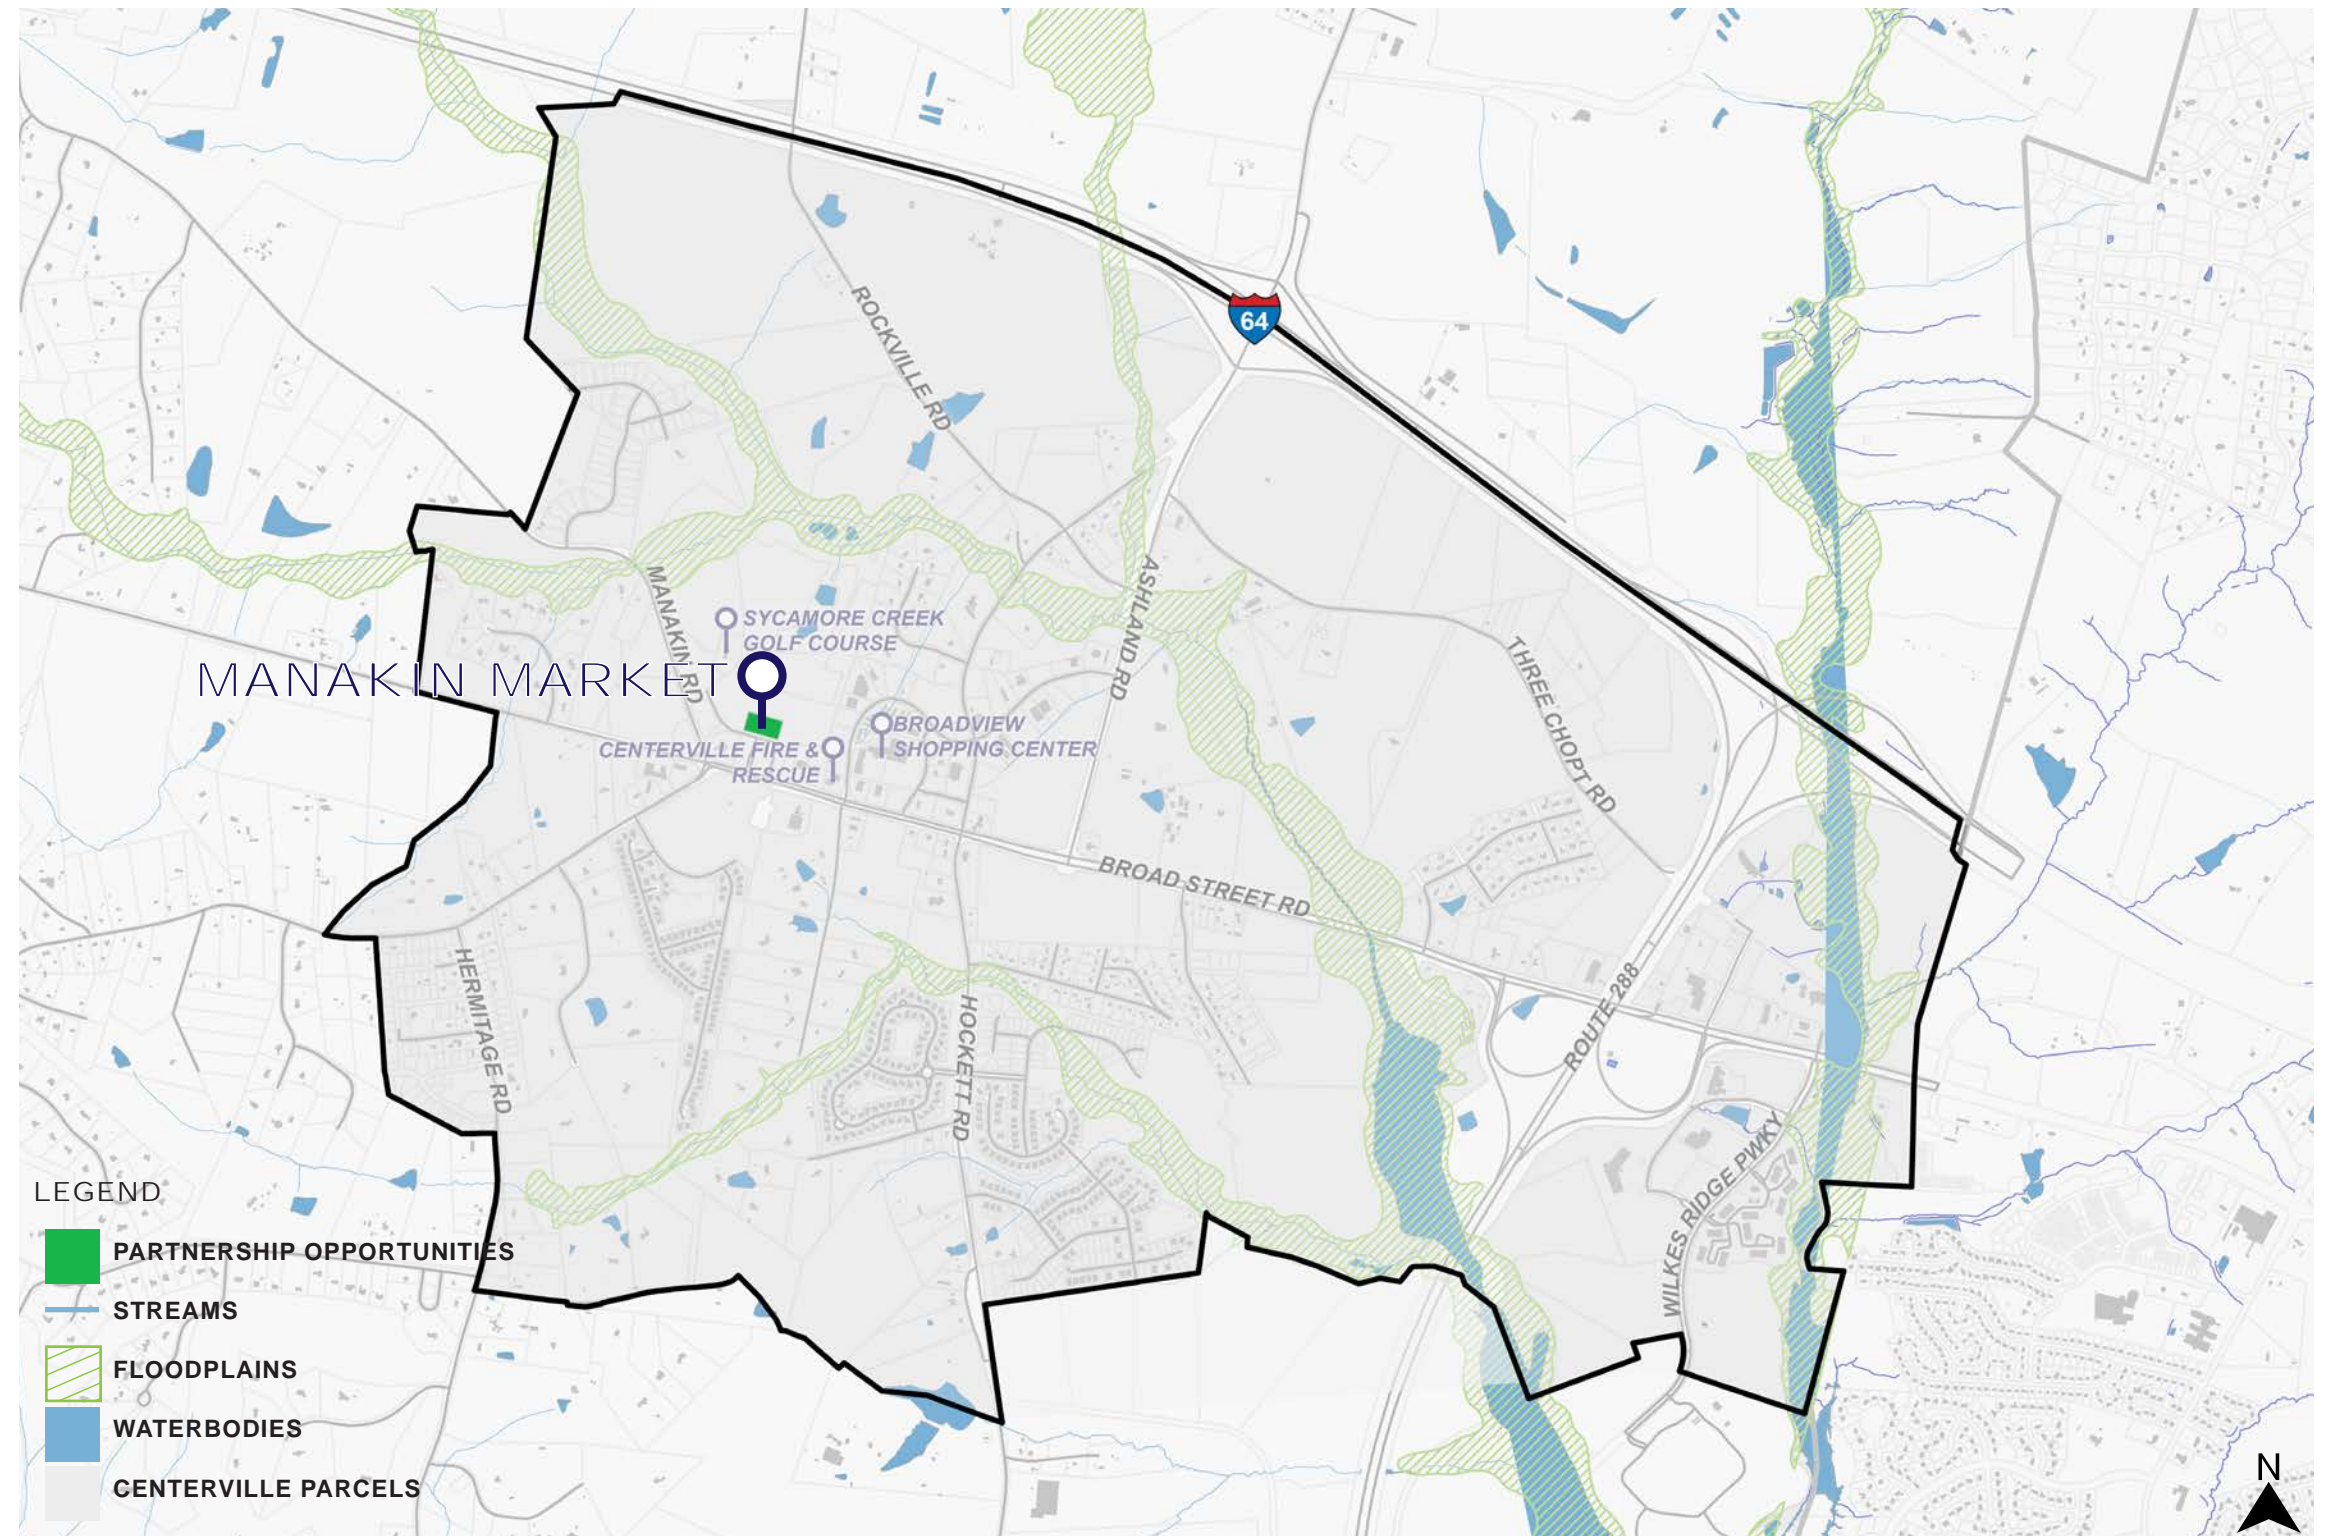 64
ROCKVILLE RD
ASHLAND RD
MANAKIN RD
SYCAMORE CREEK
GOLF COURSE
MANAKIN MARKET
THREE CHOPT RD
BROADVIEW
SHOPPING CENTER
CENTERVILLE FIRE &
RESCUE
BROAD STREET RD
HERMITAGE RD
HOCKETT RD
ROUTE 288
WILKES RIDGE PWKY
LEGEND
PARTNERSHIP OPPORTUNITIES
STREAMS
FLOODPLAINS
WATERBODIES
CENTERVILLE PARCELS
N